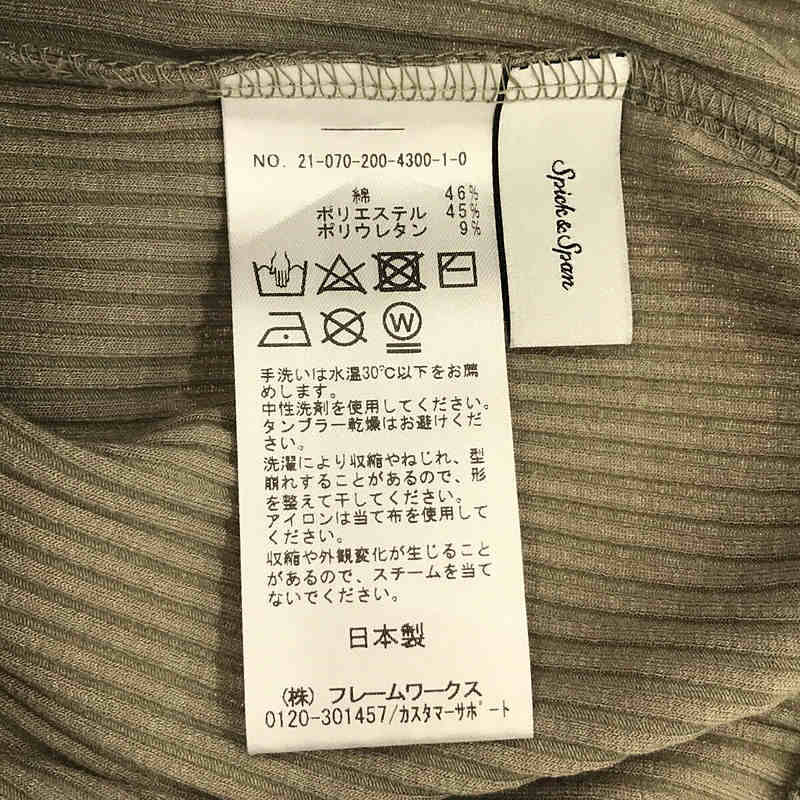 NO. 21-070-200-4300-1-0
綿 46%
ポリエステル 45%
ポリウレタン 9%
W
手洗いは水温30℃以下をお薦
めします。
中性洗剤を使用してください。
タンブラー乾燥はお避けくだ
さい。
洗濯により収縮やねじれ、型
崩れすることがあるので、形
を整えて干してください。
アイロンは当て布を使用して
ください。
収縮や外観変化が生じること
があるので、スチームを当て
ないでください。
日本製
(株) フレームワークス
0120-301457/カスタマーサポート
Spick&Span